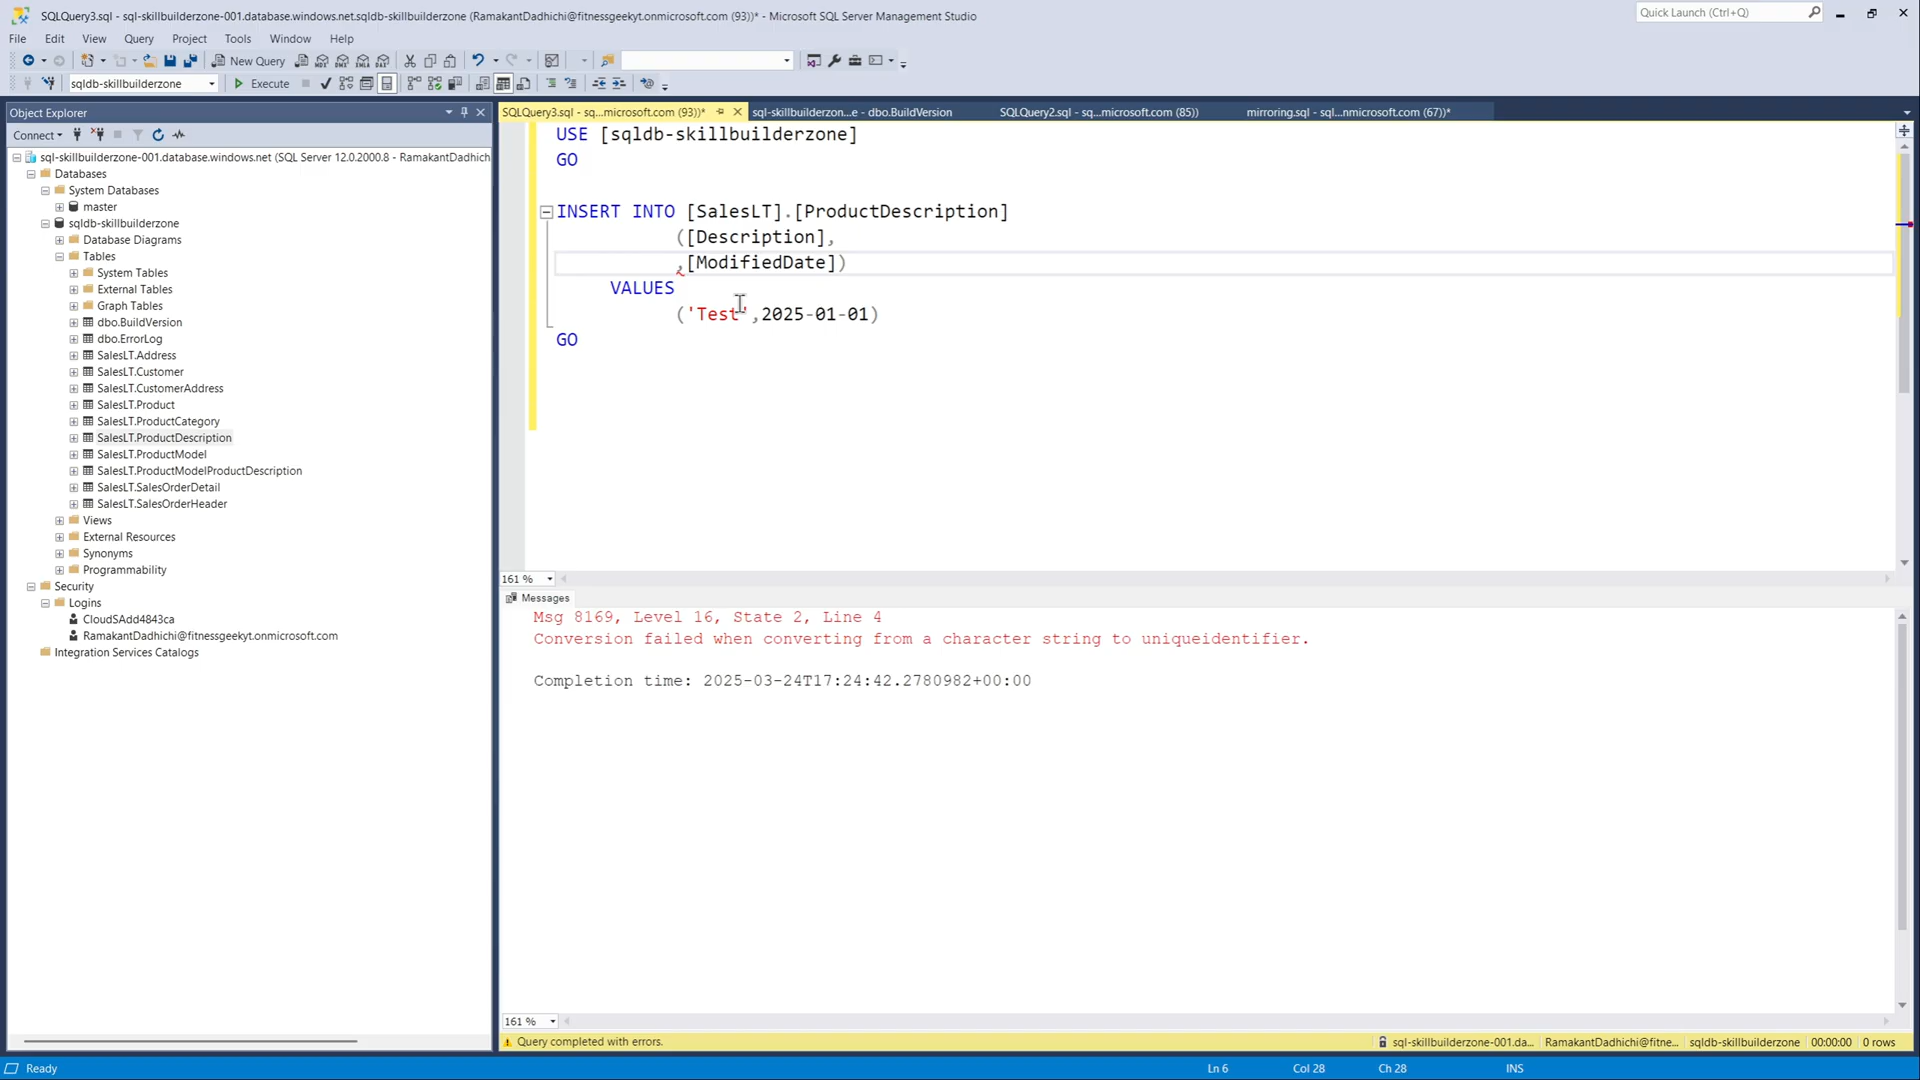 SQLQuery3.sql - sql-skillbuilderzone-001.database.windows.net.sqldb-skillbuilderzone (RamakantDadhichi@fitnessgeekyt.onmicrosoft.com (93))* - Microsoft SQL Server Management Studio
Quick Launch (Ctrl+Q)
File Edit View Query Project Tools Window Help
New Query
sqldb-skillbuilderzone
Execute
Object Explorer
Connect
sql-skillbuilderzone-001.database.windows.net (SQL Server 12.0.2000.8 - RamakantDadhich
Databases
System Databases
master
sqldb-skillbuilderzone
Database Diagrams
Tables
System Tables
External Tables
Graph Tables
dbo.BuildVersion
dbo.ErrorLog
SalesLT.Address
SalesLT.Customer
SalesLT.CustomerAddress
SalesLT.Product
SalesLT.ProductCategory
SalesLT.ProductDescription
SalesLT.ProductModel
SalesLT.ProductModelProductDescription
SalesLT.SalesOrderDetail
SalesLT.SalesOrderHeader
Views
External Resources
Synonyms
Programmability
Security
Logins
CloudSAdd4843ca
RamakantDadhichi@fitnessgeekyt.onmicrosoft.com
Integration Services Catalogs
SQLQuery3.sql - sq...microsoft.com (93))*
sql-skillbuilderzon...e - dbo.BuildVersion
SQLQuery2.sql - sq...microsoft.com (85))
mirroring.sql - sql...nmicrosoft.com (67))*
USE [sqldb-skillbuilderzone]
GO
INSERT INTO [SalesLT].[ProductDescription]
([Description],
,[ModifiedDate])
VALUES
('Test',2025-01-01)
GO
161 %
Messages
Msg 8169, Level 16, State 2, Line 4
Conversion failed when converting from a character string to uniqueidentifier.
Completion time: 2025-03-24T17:24:42.2780982+00:00
161 %
Query completed with errors.
sql-skillbuilderzone-001.da...
RamakantDadhichi@fitne...
sqldb-skillbuilderzone
00:00:00
0 rows
Ready
Ln 6
Col 28
Ch 28
INS